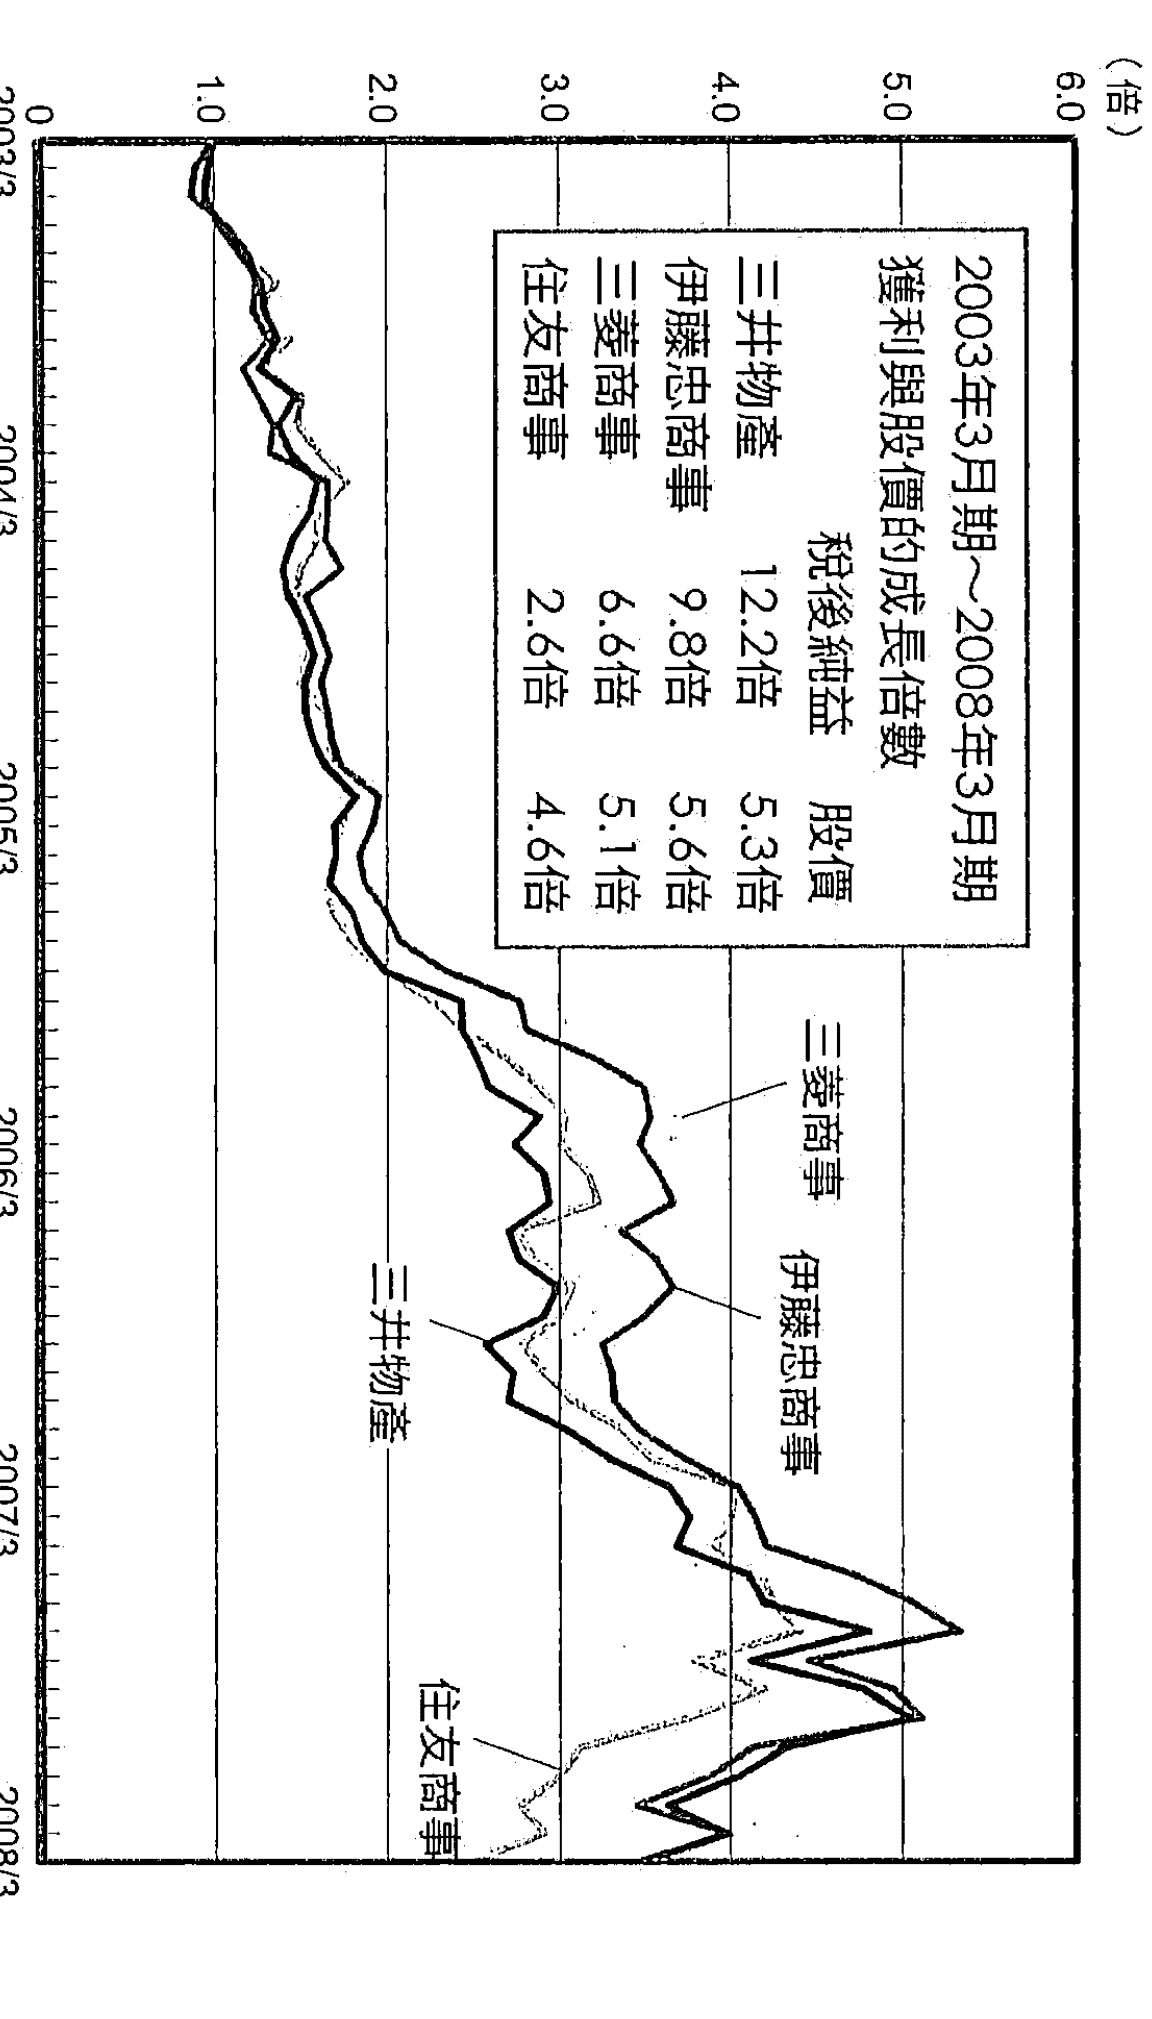 （倍）
6.0
5.0
4.0
3.0
2.0
1.0
0
2003年3月期～2008年3月期
獲利與股價的成長倍數
稅後純益 股價
三井物產 12.2倍 5.3倍
伊藤忠商事 9.8倍 5.6倍
三菱商事 6.6倍 5.1倍
住友商事 2.6倍 4.6倍
三菱商事
伊藤忠商事
三井物產
住友商事
2003/3 2004/3 2005/3 2006/3 2007/3 2008/3